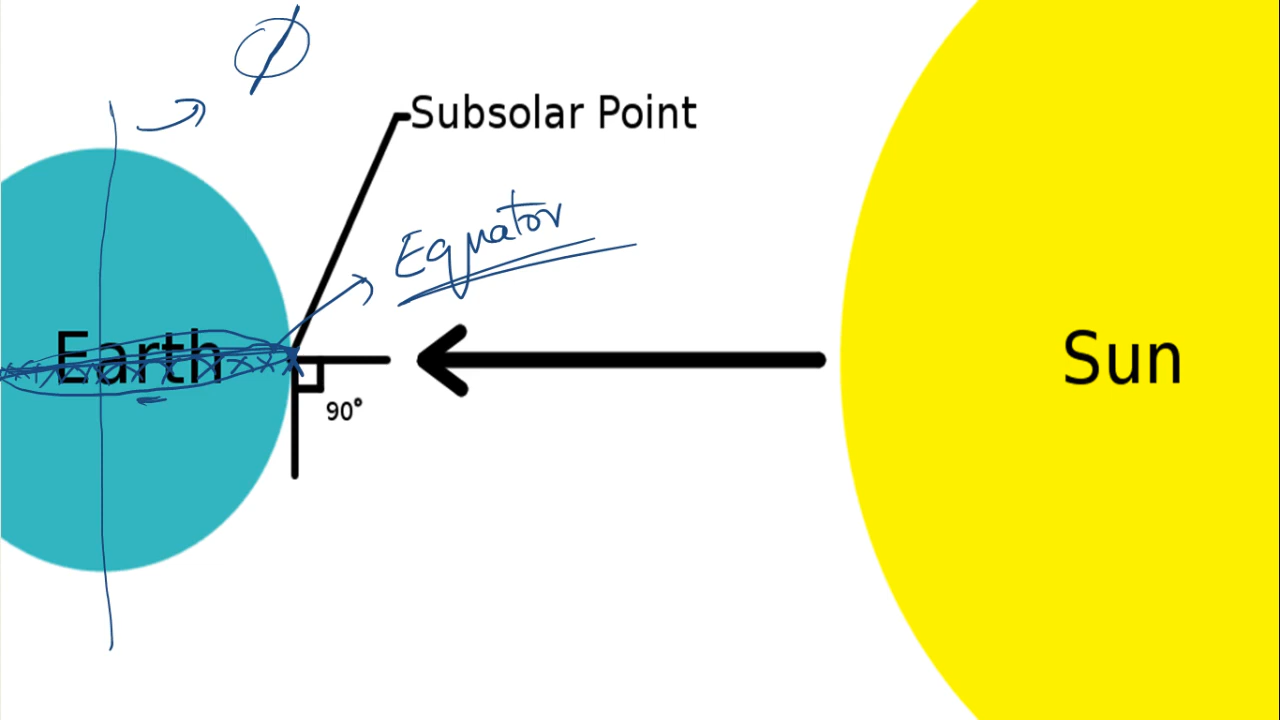 ϕ
Subsolar Point
Equator
Earth
Sun
90°